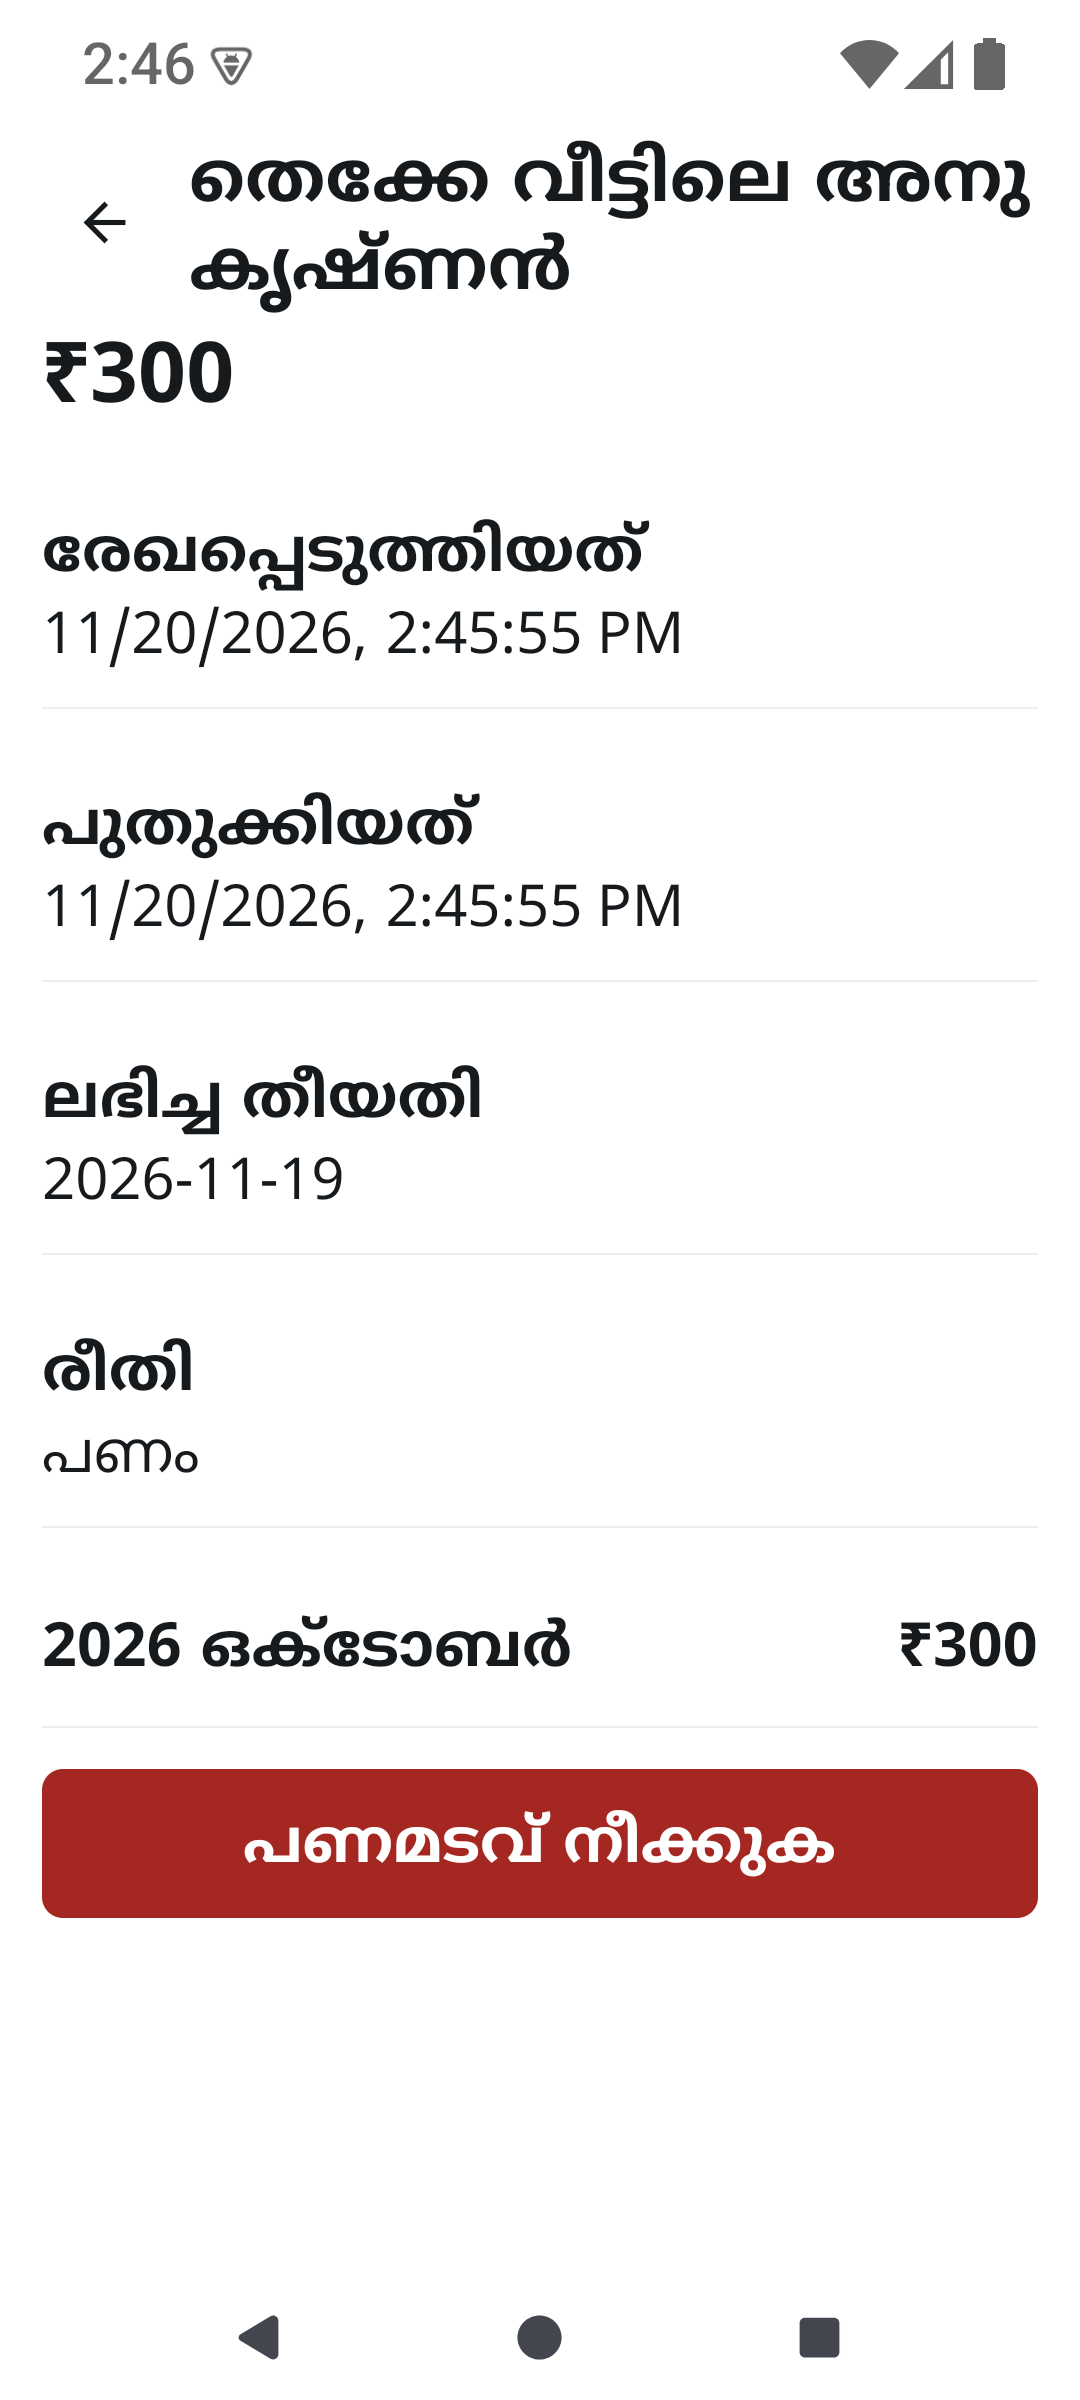 2:46
തെക്കേ വീട്ടിലെ അനു
കൃഷ്ണൻ
₹300
രേഖപ്പെടുത്തിയത്
11/20/2026, 2:45:55 PM
പുതുക്കിയത്
11/20/2026, 2:45:55 PM
ലഭിച്ച തീയതി
2026-11-19
രീതി
പണം
2026 ഒക്ടോബർ ₹300
പണമടവ് നീക്കുക